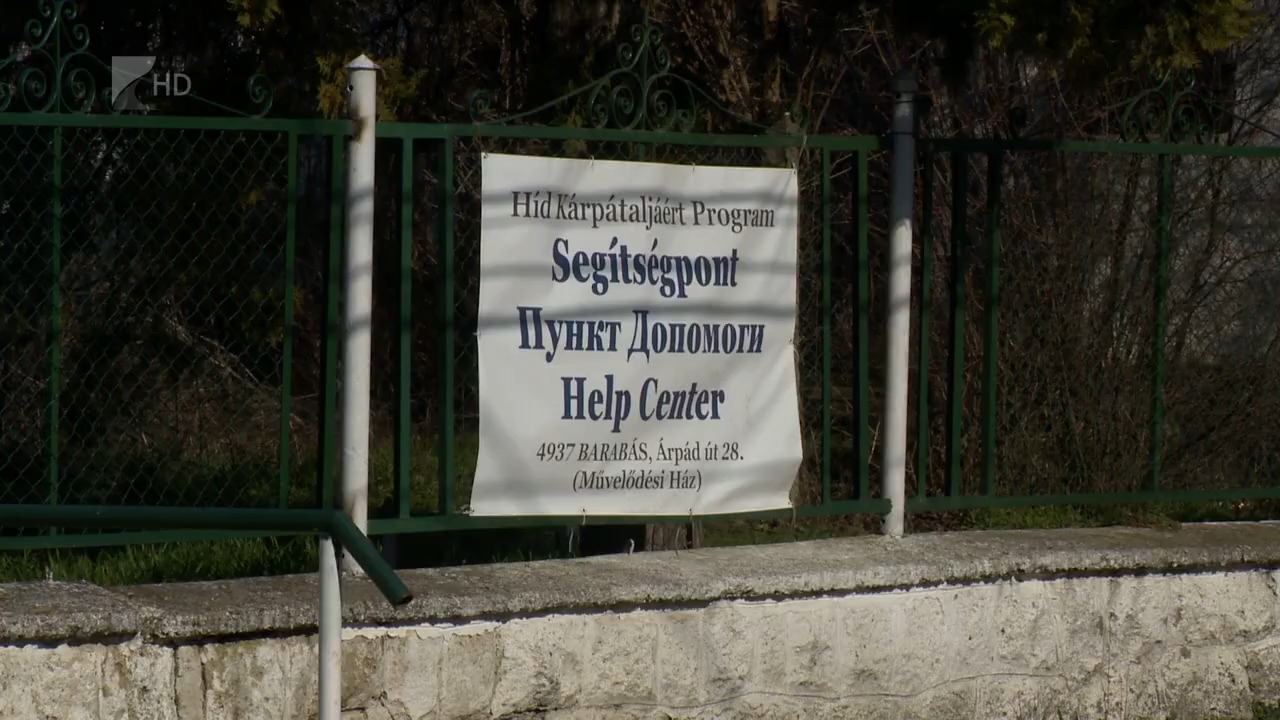 HD
Híd Kárpátaljáért Program
Segítségpont
Пункт Допомоги
Help Center
4937 BARABÁS, Árpád út 28.
(Művelődési Ház)